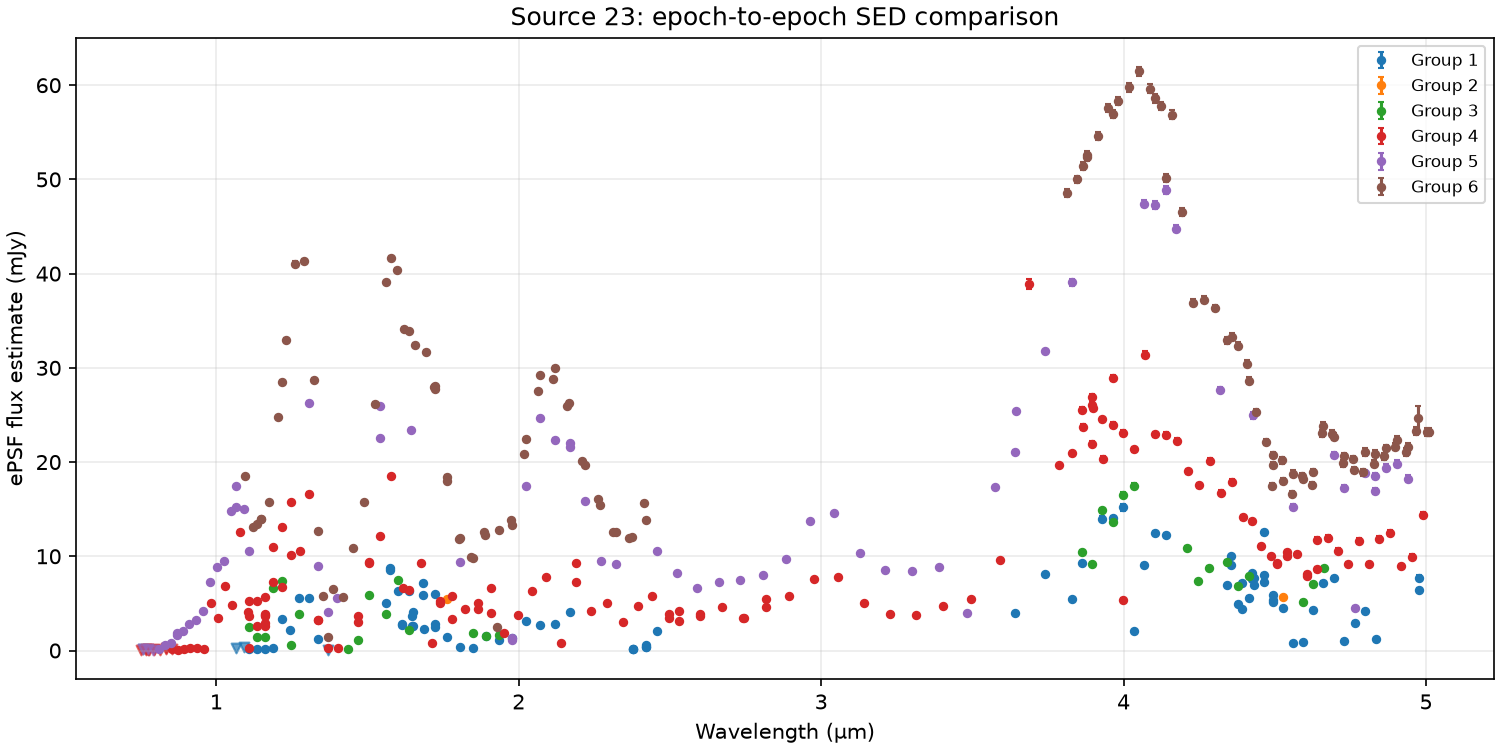 Source 23: epoch-to-epoch SED comparison
ePSF flux estimate (mJy)
60
50
40
30
20
10
0
1
2
3
4
5
Wavelength (μm)
Group 1
Group 2
Group 3
Group 4
Group 5
Group 6